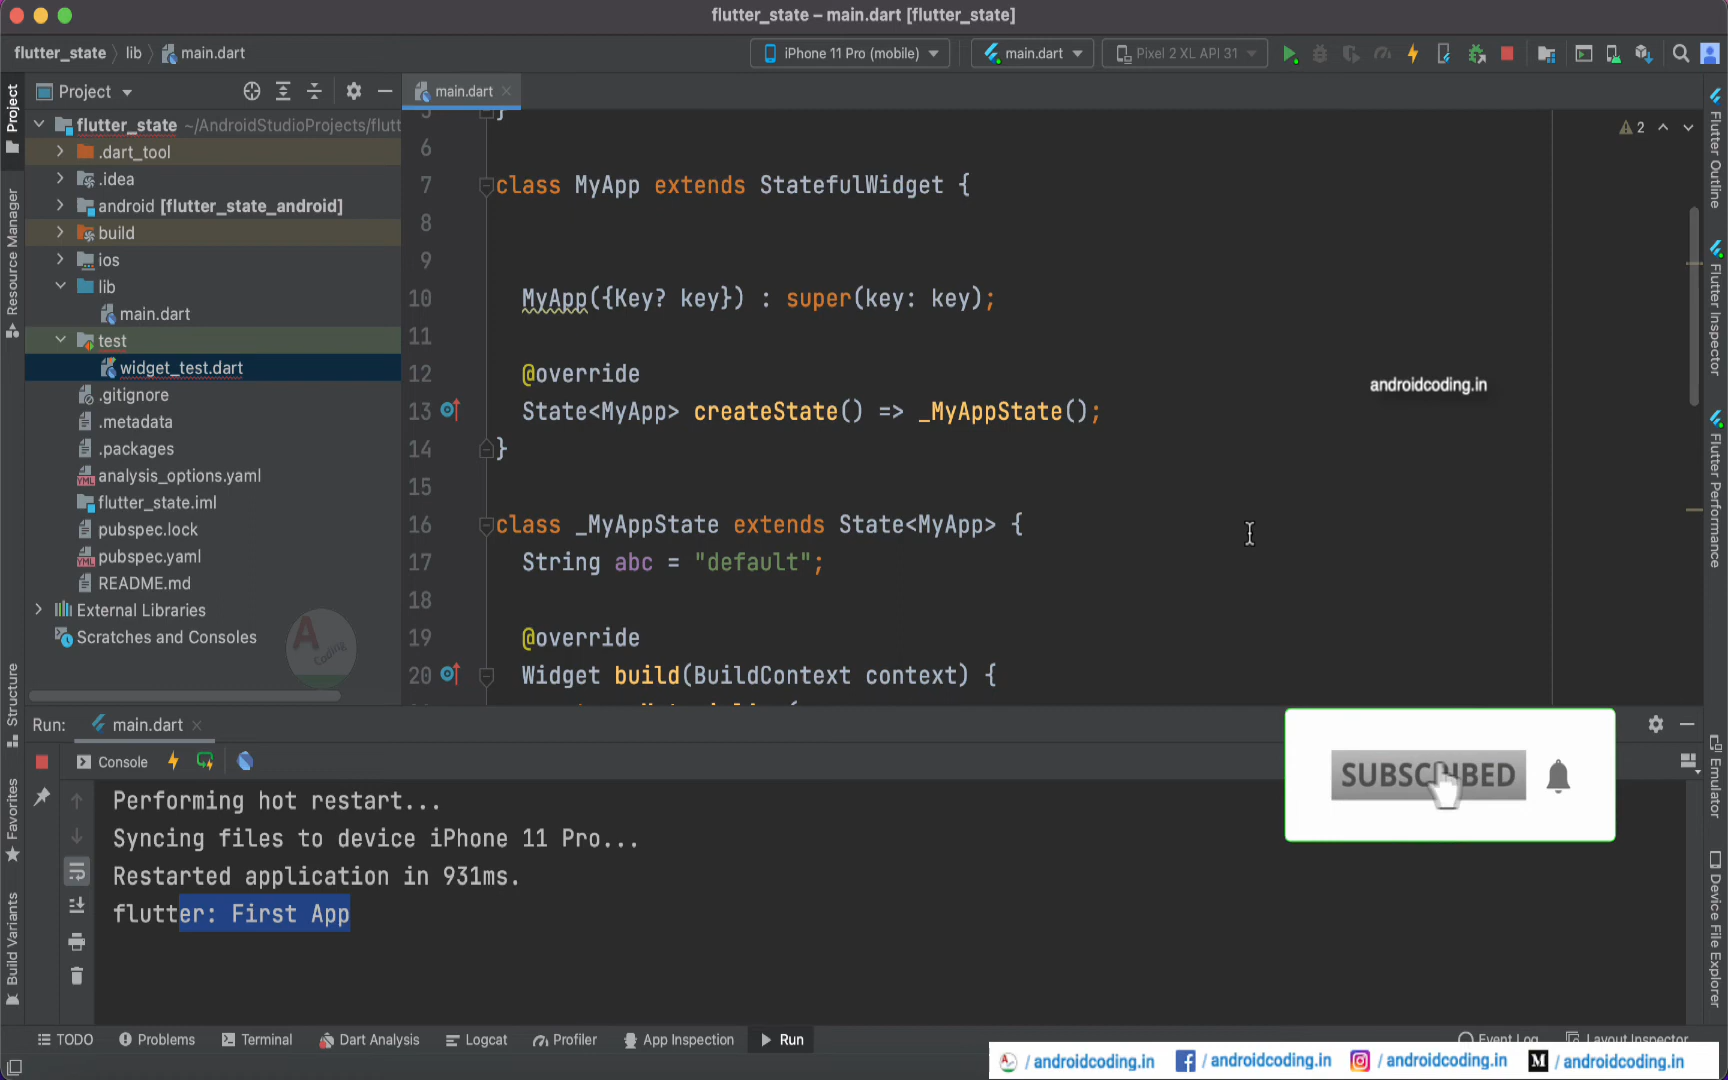 flutter_state – main.dart [flutter_state]
flutter_state lib main.dart
iPhone 11 Pro (mobile) main.dart Pixel 2 XL API 31
Project
main.dart
Project
Resource Manager
Structure
Favorites
Build Variants
flutter_state ~/AndroidStudioProjects/flutt
.dart_tool
.idea
android [flutter_state_android]
build
ios
lib
main.dart
test
widget_test.dart
.gitignore
.metadata
.packages
analysis_options.yaml
flutter_state.iml
pubspec.lock
pubspec.yaml
README.md
External Libraries
Scratches and Consoles
A Coding
2
5 }
6
7 class MyApp extends StatefulWidget {
8
9
10 MyApp({Key? key}) : super(key: key);
11
12 @override
13 State<MyApp> createState() => _MyAppState();
14 }
15
16 class _MyAppState extends State<MyApp> {
17 String abc = "default";
18
19 @override
20 Widget build(BuildContext context) {
androidcoding.in
Flutter Outline
Flutter Inspector
Flutter Performance
Emulator
Device File Explorer
Run: main.dart
Console
Performing hot restart...
Syncing files to device iPhone 11 Pro...
Restarted application in 931ms.
flutter: First App
SUBSCRIBED
TODO Problems Terminal Dart Analysis Logcat Profiler App Inspection Run Event Log Layout Inspector
/ androidcoding.in / androidcoding.in / androidcoding.in / androidcoding.in